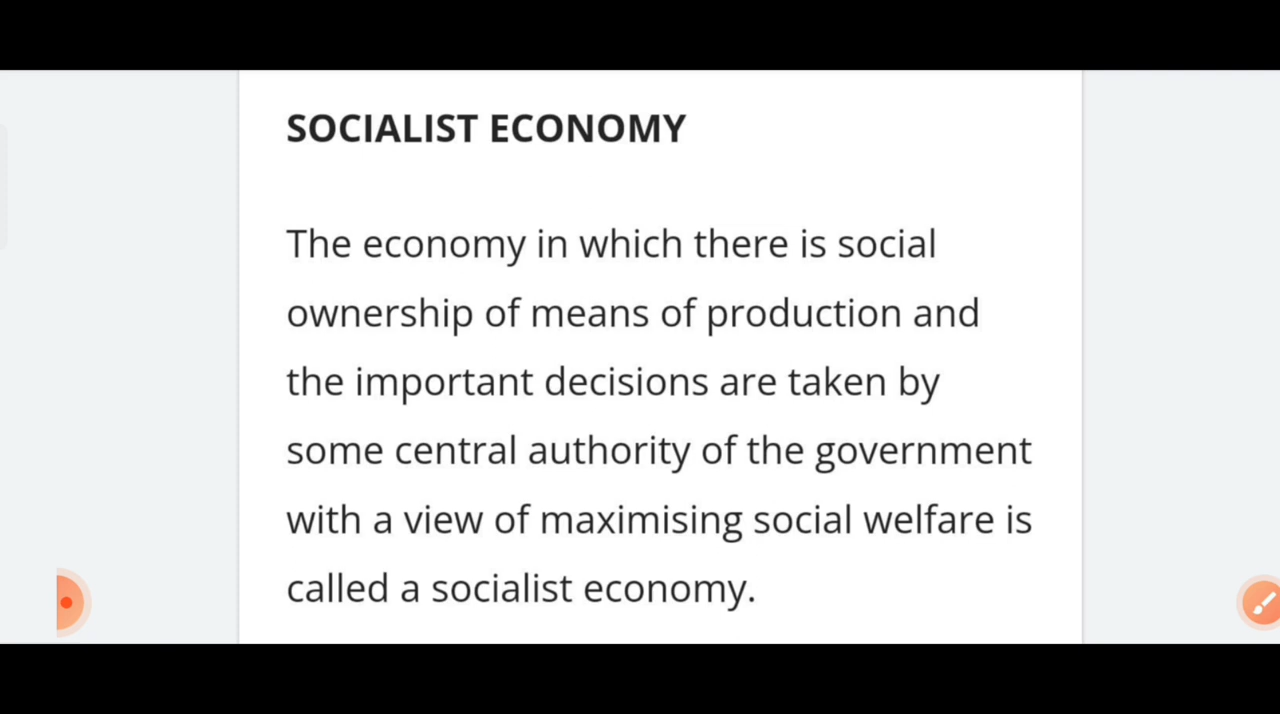 SOCIALIST ECONOMY
The economy in which there is social
ownership of means of production and
the important decisions are taken by
some central authority of the government
with a view of maximising social welfare is
called a socialist economy.